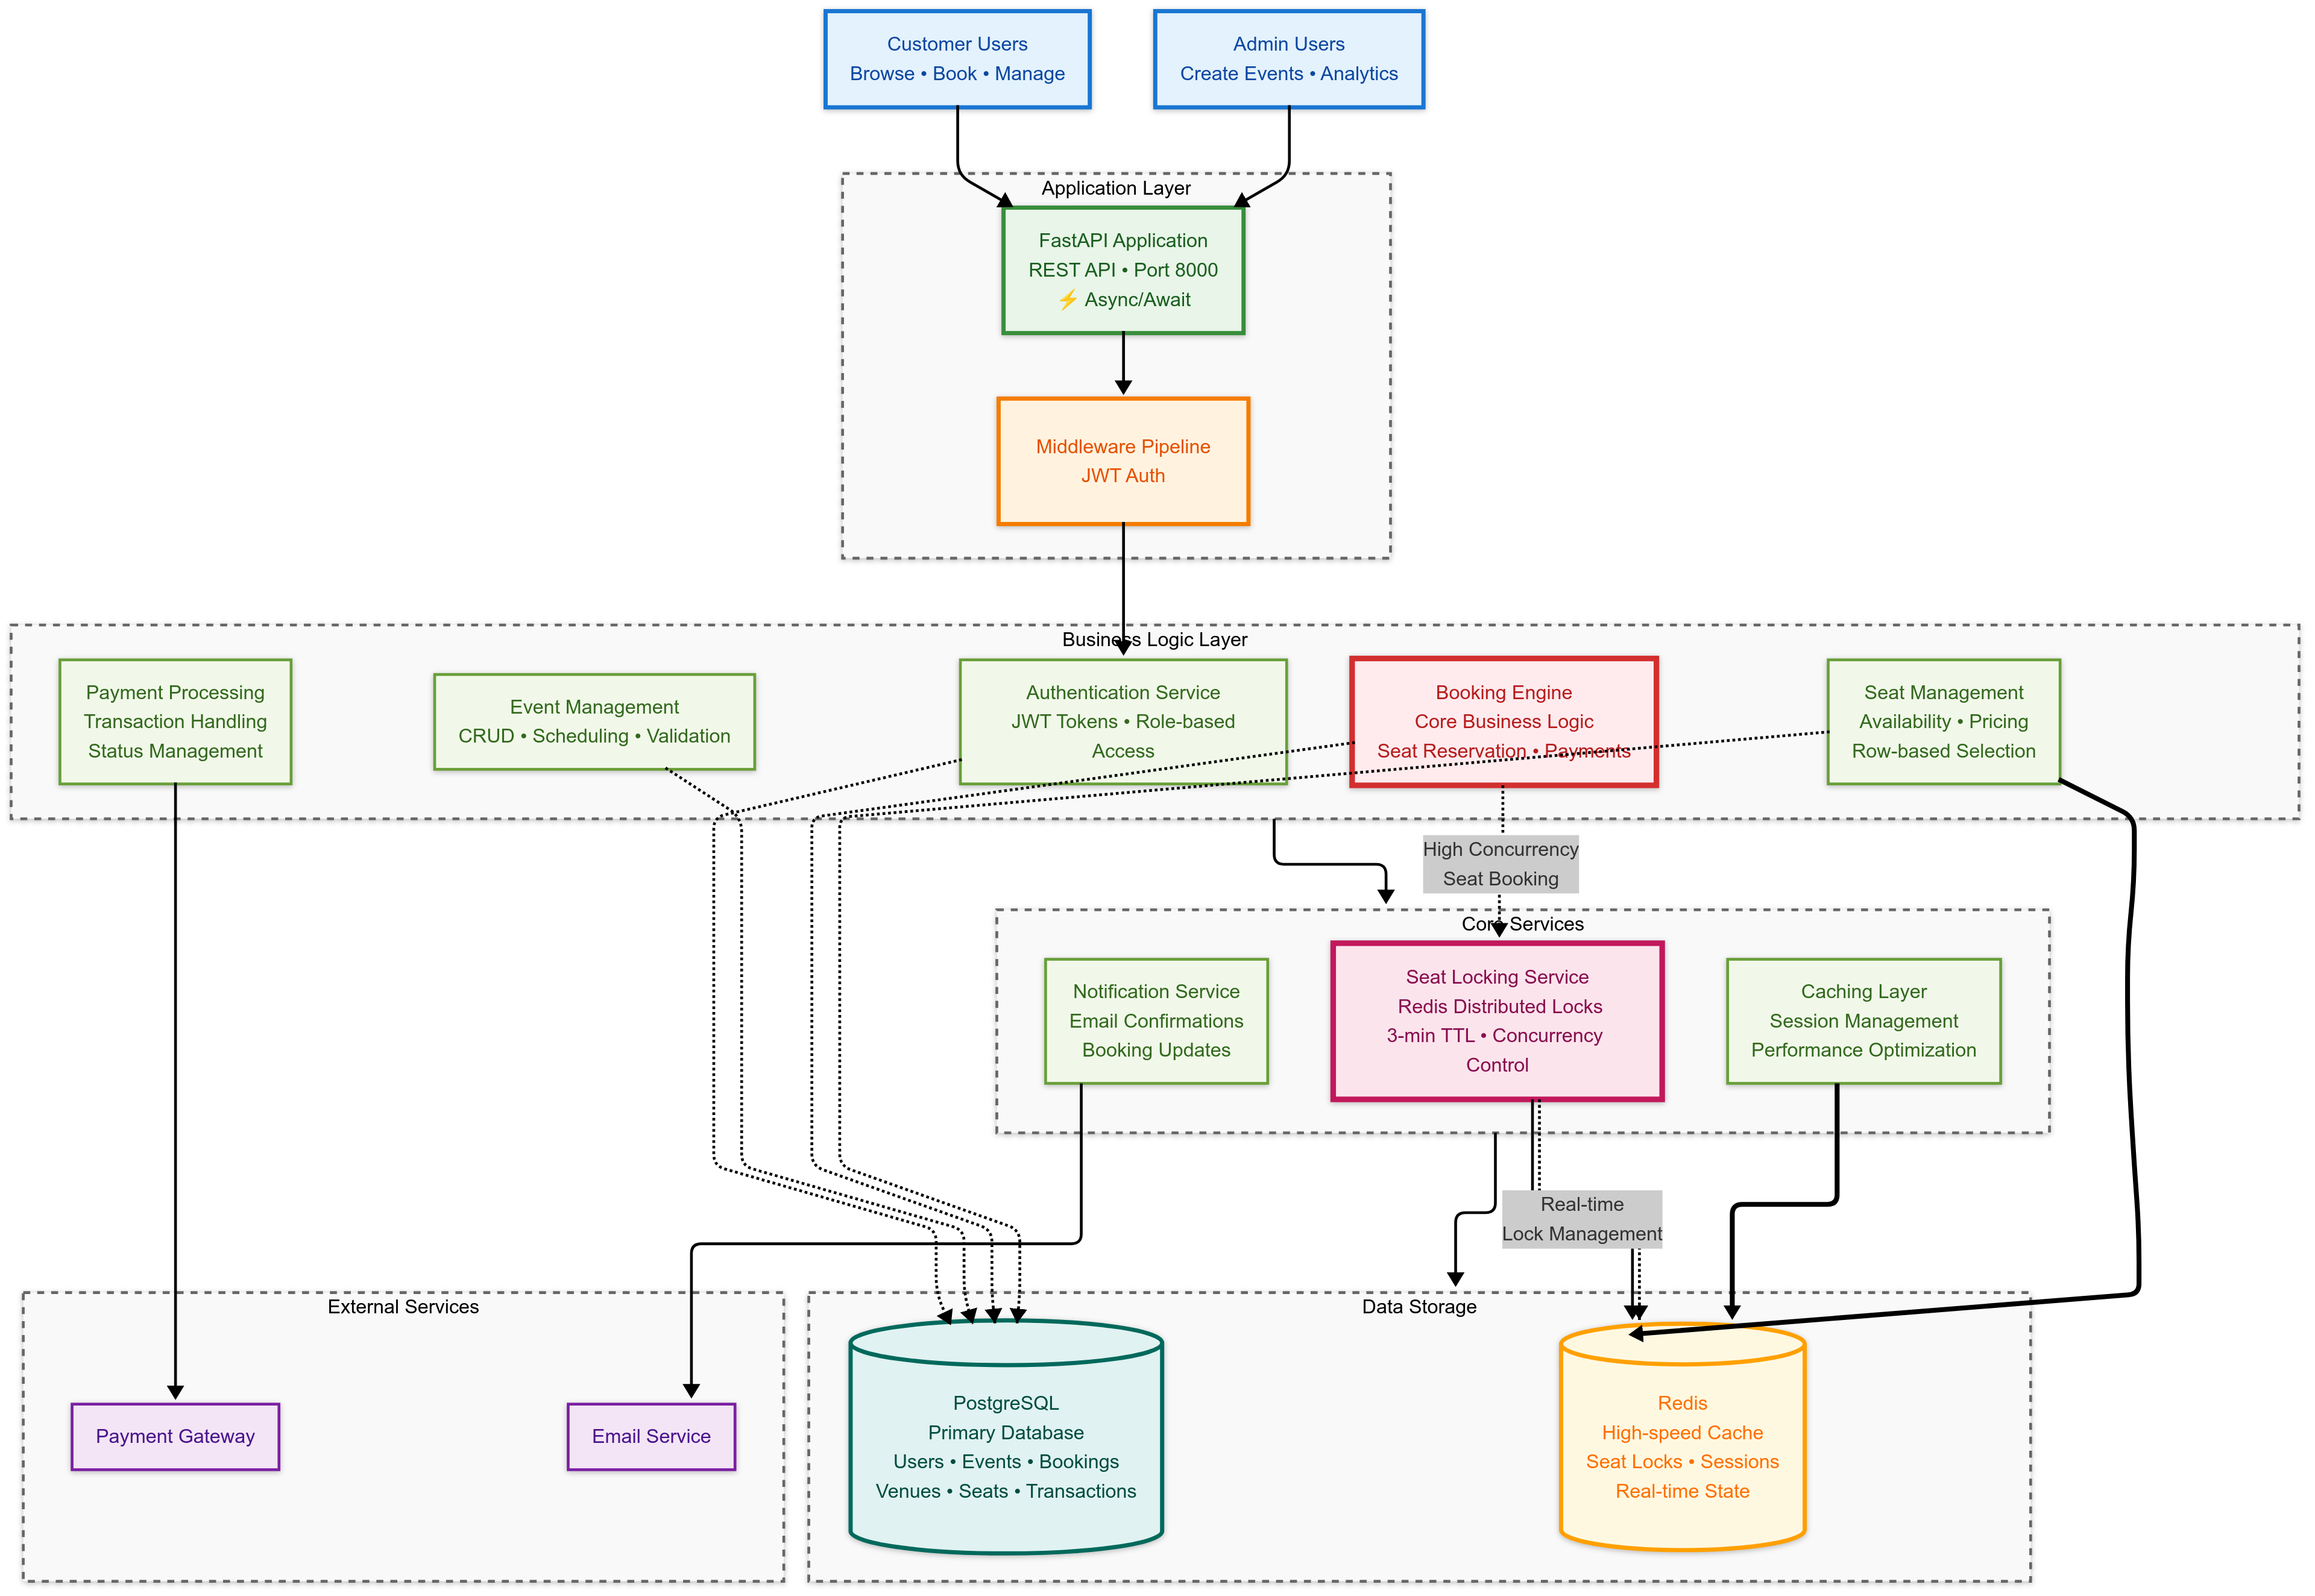 Customer Users
Browse • Book • Manage
Admin Users
Create Events • Analytics
Application Layer
FastAPI Application
REST API • Port 8000
⚡ Async/Await
Middleware Pipeline
JWT Auth
Business Logic Layer
Payment Processing
Transaction Handling
Status Management
Event Management
CRUD • Scheduling • Validation
Authentication Service
JWT Tokens • Role-based
Access
Booking Engine
Core Business Logic
Seat Reservation • Payments
Seat Management
Availability • Pricing
Row-based Selection
High Concurrency
Seat Booking
Core Services
Notification Service
Email Confirmations
Booking Updates
Seat Locking Service
Redis Distributed Locks
3-min TTL • Concurrency
Control
Caching Layer
Session Management
Performance Optimization
Real-time
Lock Management
External Services
Payment Gateway
Email Service
Data Storage
PostgreSQL
Primary Database
Users • Events • Bookings
Venues • Seats • Transactions
Redis
High-speed Cache
Seat Locks • Sessions
Real-time State